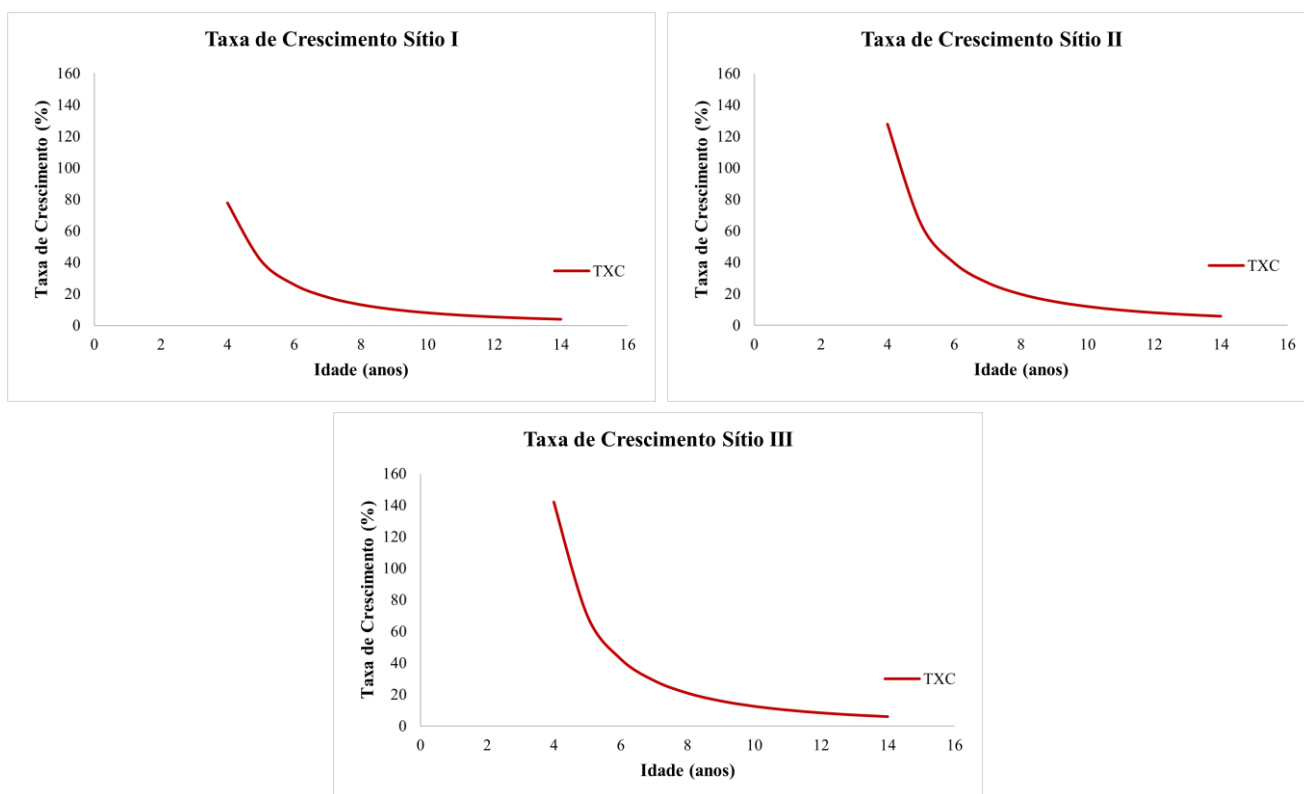 Taxa de Crescimento Sítio I
Taxa de Crescimento (%)
160
140
120
100
80
60
40
20
0
0 2 4 6 8 10 12 14 16
Idade (anos)
TXC
Taxa de Crescimento Sítio II
Taxa de Crescimento (%)
160
140
120
100
80
60
40
20
0
0 2 4 6 8 10 12 14 16
Idade (anos)
TXC
Taxa de Crescimento Sítio III
Taxa de Crescimento (%)
160
140
120
100
80
60
40
20
0
0 2 4 6 8 10 12 14 16
Idade (anos)
TXC